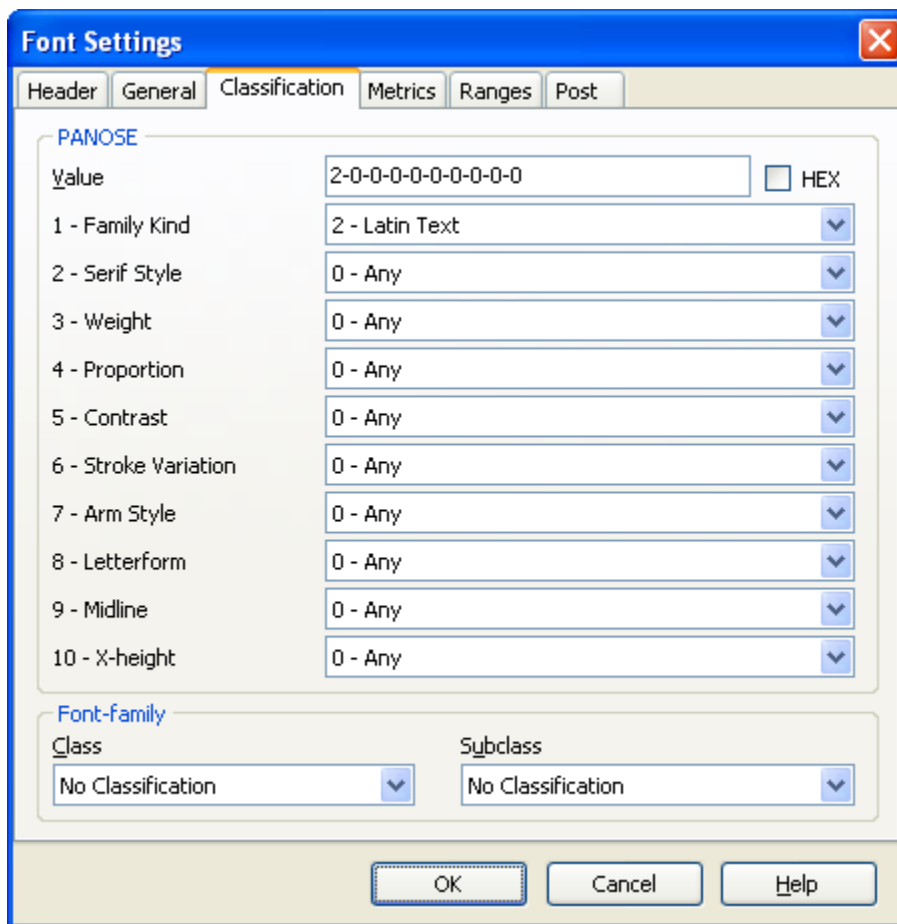 Font Settings
Header General Classification Metrics Ranges Post
PANOSE
Value 2-0-0-0-0-0-0-0-0-0 HEX
1 - Family Kind 2 - Latin Text
2 - Serif Style 0 - Any
3 - Weight 0 - Any
4 - Proportion 0 - Any
5 - Contrast 0 - Any
6 - Stroke Variation 0 - Any
7 - Arm Style 0 - Any
8 - Letterform 0 - Any
9 - Midline 0 - Any
10 - X-height 0 - Any
Font-family
Class Subclass
No Classification No Classification
OK Cancel Help